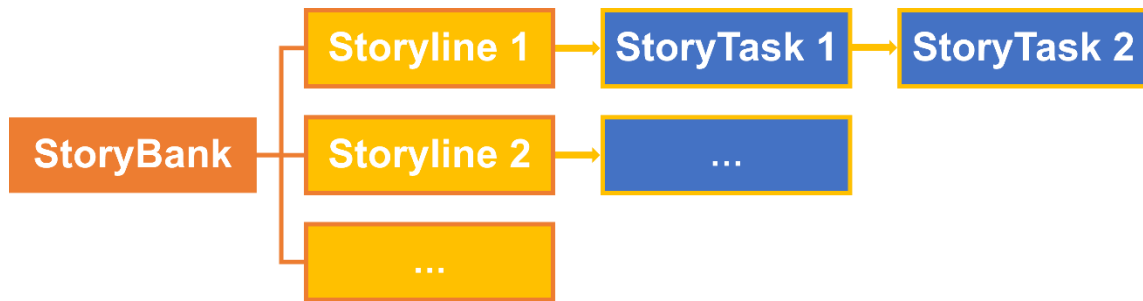 Storyline 1
StoryTask 1
StoryTask 2
StoryBank
Storyline 2
...
...